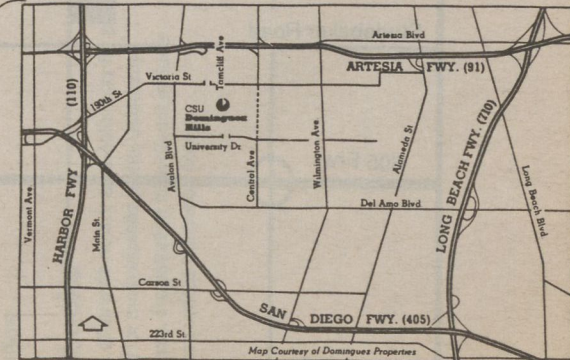 Artesia Blvd
ARTESIA FWY. (91)
Tamcliff Ave
Victoria St
(110)
190th St
CSU
Dominguez
Hills
University Dr
Avalon Blvd
Central Ave
Wilmington Ave
Alameda St
LONG BEACH FWY. (710)
Long Beach Blvd
Vermont Ave.
HARBOR FWY
Main St.
Del Amo Blvd
Carson St
SAN DIEGO FWY. (405)
223rd St
Map Courtesy of Dominguez Properties